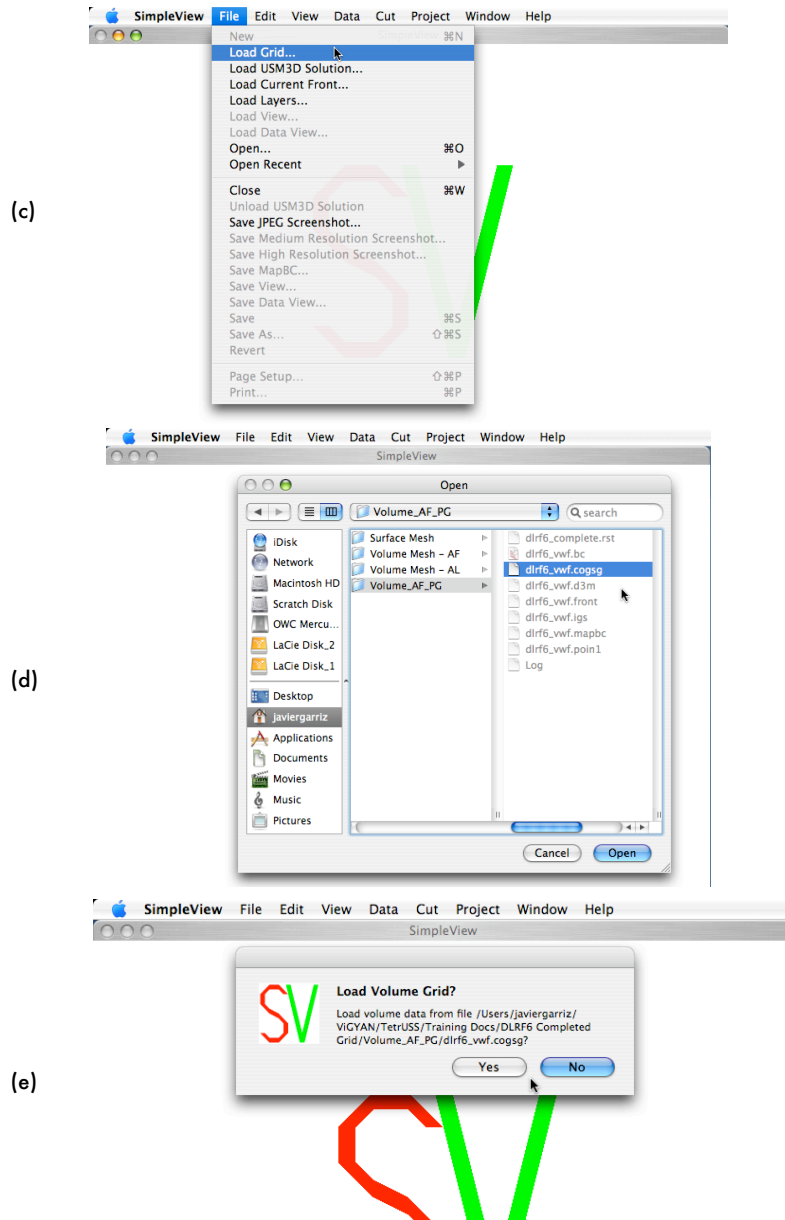 SimpleView File Edit View Data Cut Project Window Help
New ⌘N
Load Grid...
Load USM3D Solution...
Load Current Front...
Load Layers...
Load View...
Load Data View...
Open... ⌘O
Open Recent ▶
(c)
Close ⌘W
Unload USM3D Solution
Save JPEG Screenshot...
Save Medium Resolution Screenshot...
Save High Resolution Screenshot...
Save MapBC...
Save View...
Save Data View...
Save ⌘S
Save As... ⇧⌘S
Revert
Page Setup... ⇧⌘P
Print... ⌘P
SV
SimpleView File Edit View Data Cut Project Window Help
SimpleView
Open
Volume_AF_PG
search
iDisk
Network
Macintosh HD
Scratch Disk
OWC Mercu...
LaCie Disk_2
LaCie Disk_1
Desktop
javiergarriz
Applications
Documents
Movies
Music
Pictures
Surface Mesh
Volume Mesh - AF
Volume Mesh - AL
Volume_AF_PG
dlrf6_complete.rst
dlrf6_vwf.bc
dlrf6_vwf.cogsg
dlrf6_vwf.d3m
dlrf6_vwf.front
dlrf6_vwf.igs
dlrf6_vwf.mapbc
dlrf6_vwf.poin1
Log
(d)
Cancel Open
SimpleView File Edit View Data Cut Project Window Help
SimpleView
SV
Load Volume Grid?
Load volume data from file /Users/javiergarriz/
ViGYAN/TetrUSS/Training Docs/DLRF6 Completed
Grid/Volume_AF_PG/dlrf6_vwf.cogsg?
Yes No
(e)
SV